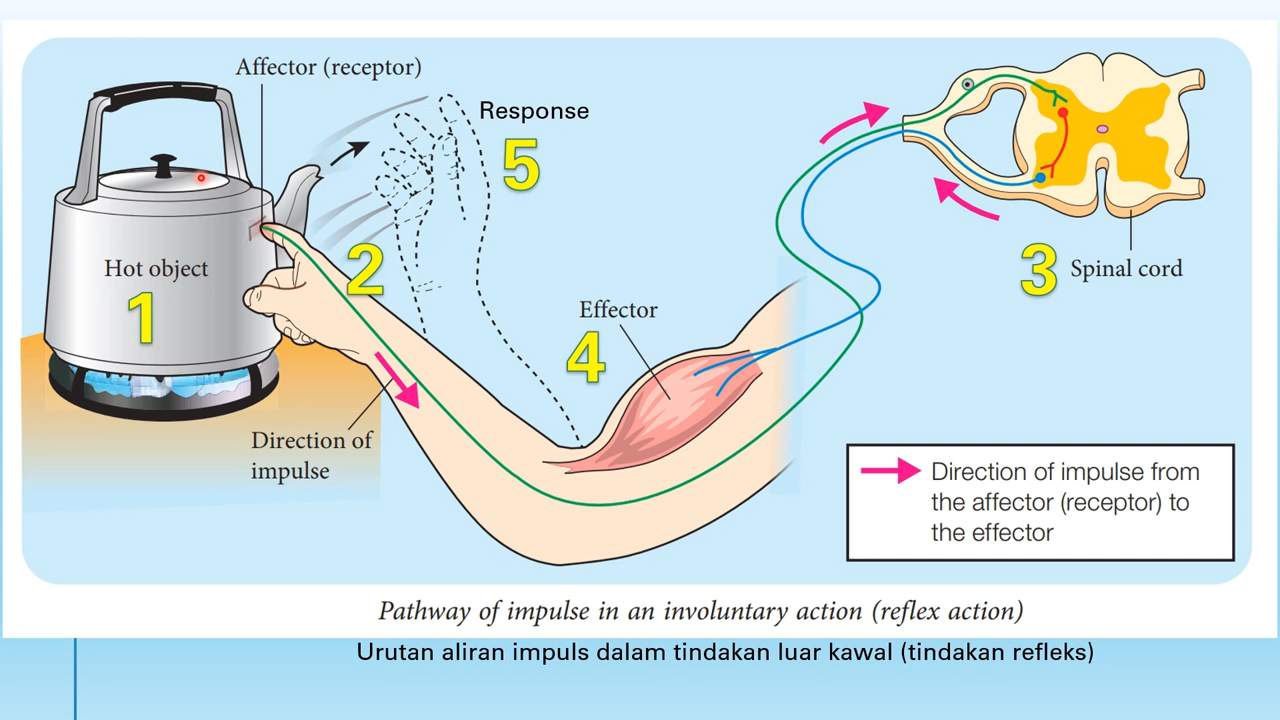 Affector (receptor)
Response
5
2
Hot object
1
Effector
4
3
Spinal cord
Direction of
impulse
Direction of impulse from
the affector (receptor) to
the effector
Pathway of impulse in an involuntary action (reflex action)
Urutan aliran impuls dalam tindakan luar kawal (tindakan refleks)